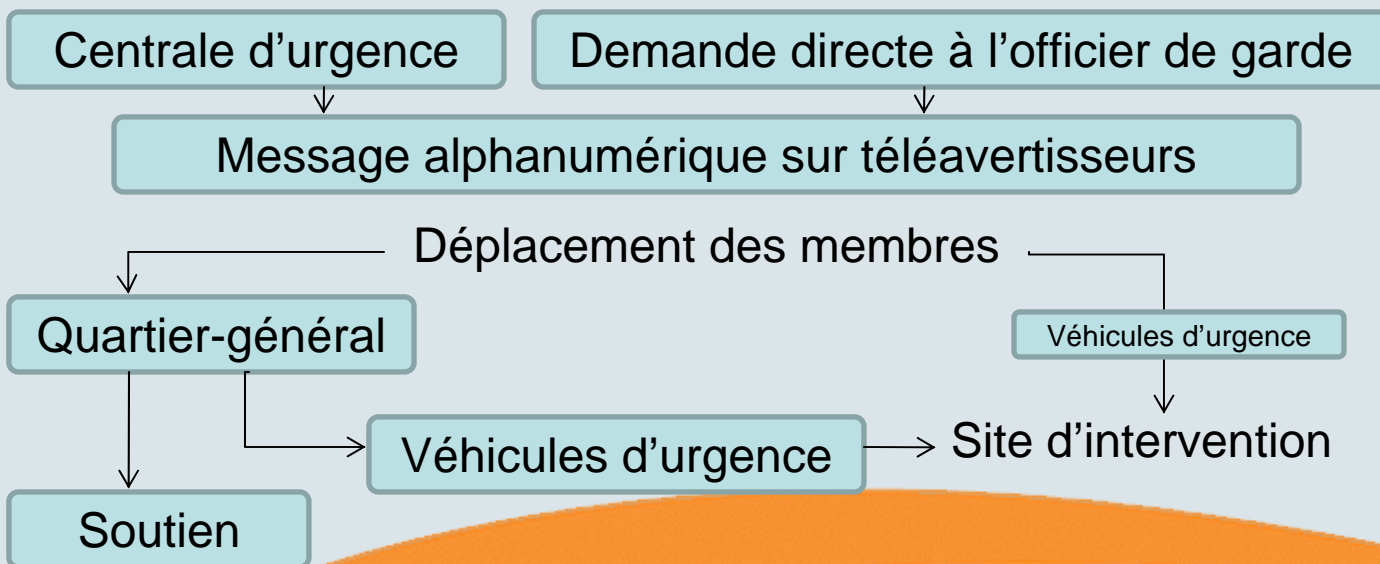 Centrale d’urgence
Demande directe à l’officier de garde
Message alphanumérique sur téléavertisseurs
Déplacement des membres
Quartier-général
Véhicules d’urgence
Véhicules d’urgence
Site d’intervention
Soutien